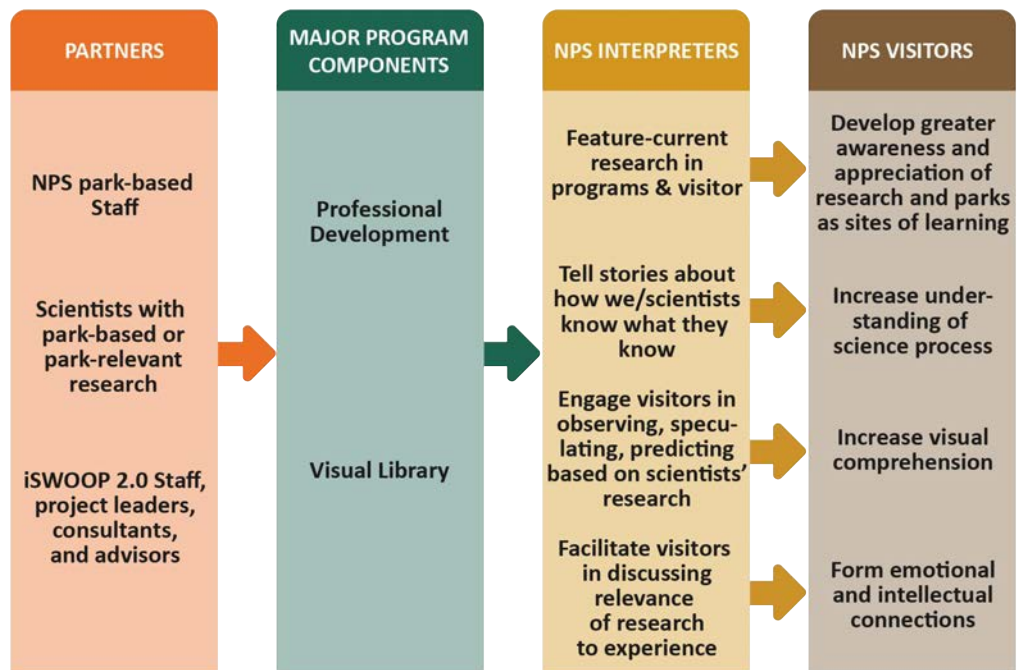 PARTNERS
NPS park-based
Staff
Scientists with
park-based or
park-relevant
research
iSWOOP 2.0 Staff,
project leaders,
consultants,
and advisors
MAJOR PROGRAM
COMPONENTS
Professional
Development
Visual Library
NPS INTERPRETERS
Feature-current
research in
programs & visitor
Tell stories about
how we/scientists
know what they
know
Engage visitors in
observing, specu-
lating, predicting
based on scientists’
research
Facilitate visitors
in discussing
relevance
of research
to experience
NPS VISITORS
Develop greater
awareness and
appreciation of
research and parks
as sites of learning
Increase under-
standing of
science process
Increase visual
comprehension
Form emotional
and intellectual
connections